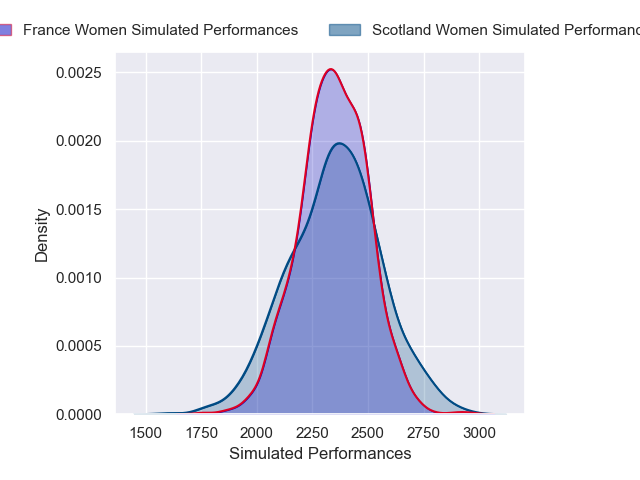 France Women Simulated Performances
Scotland Women Simulated
Density
0.0025
0.0020
0.0015
0.0010
0.0005
0.0000
1500 1750 2000 2250 2500 2750 3000
Simulated Performances